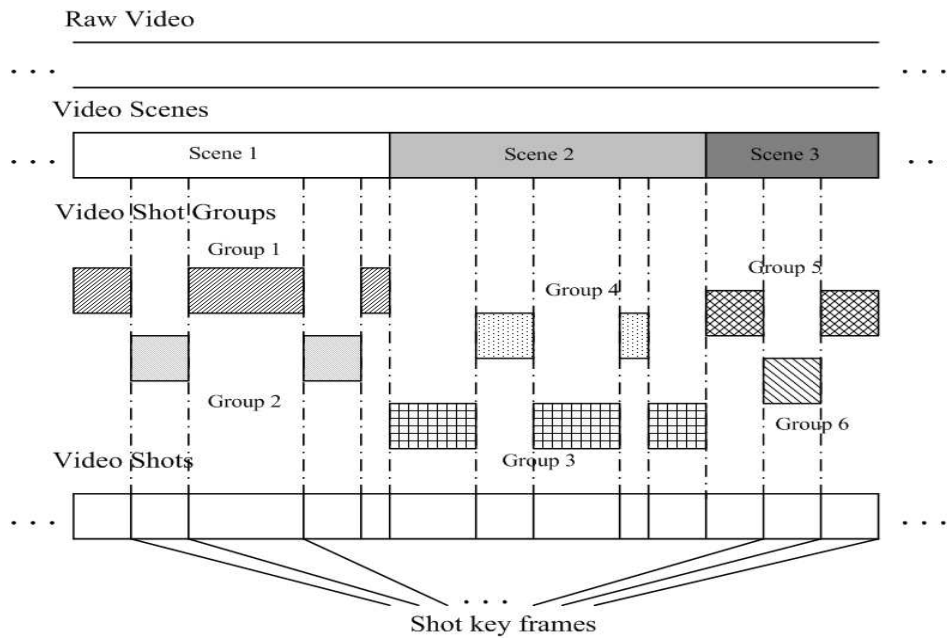 Raw Video
. . .
. . .
Video Scenes
. . .
Scene 1
Scene 2
Scene 3
. . .
Video Shot Groups
Group 1
Group 5
Group 4
Group 2
Group 6
Group 3
Video Shots
. . .
. . .
. . .
Shot key frames